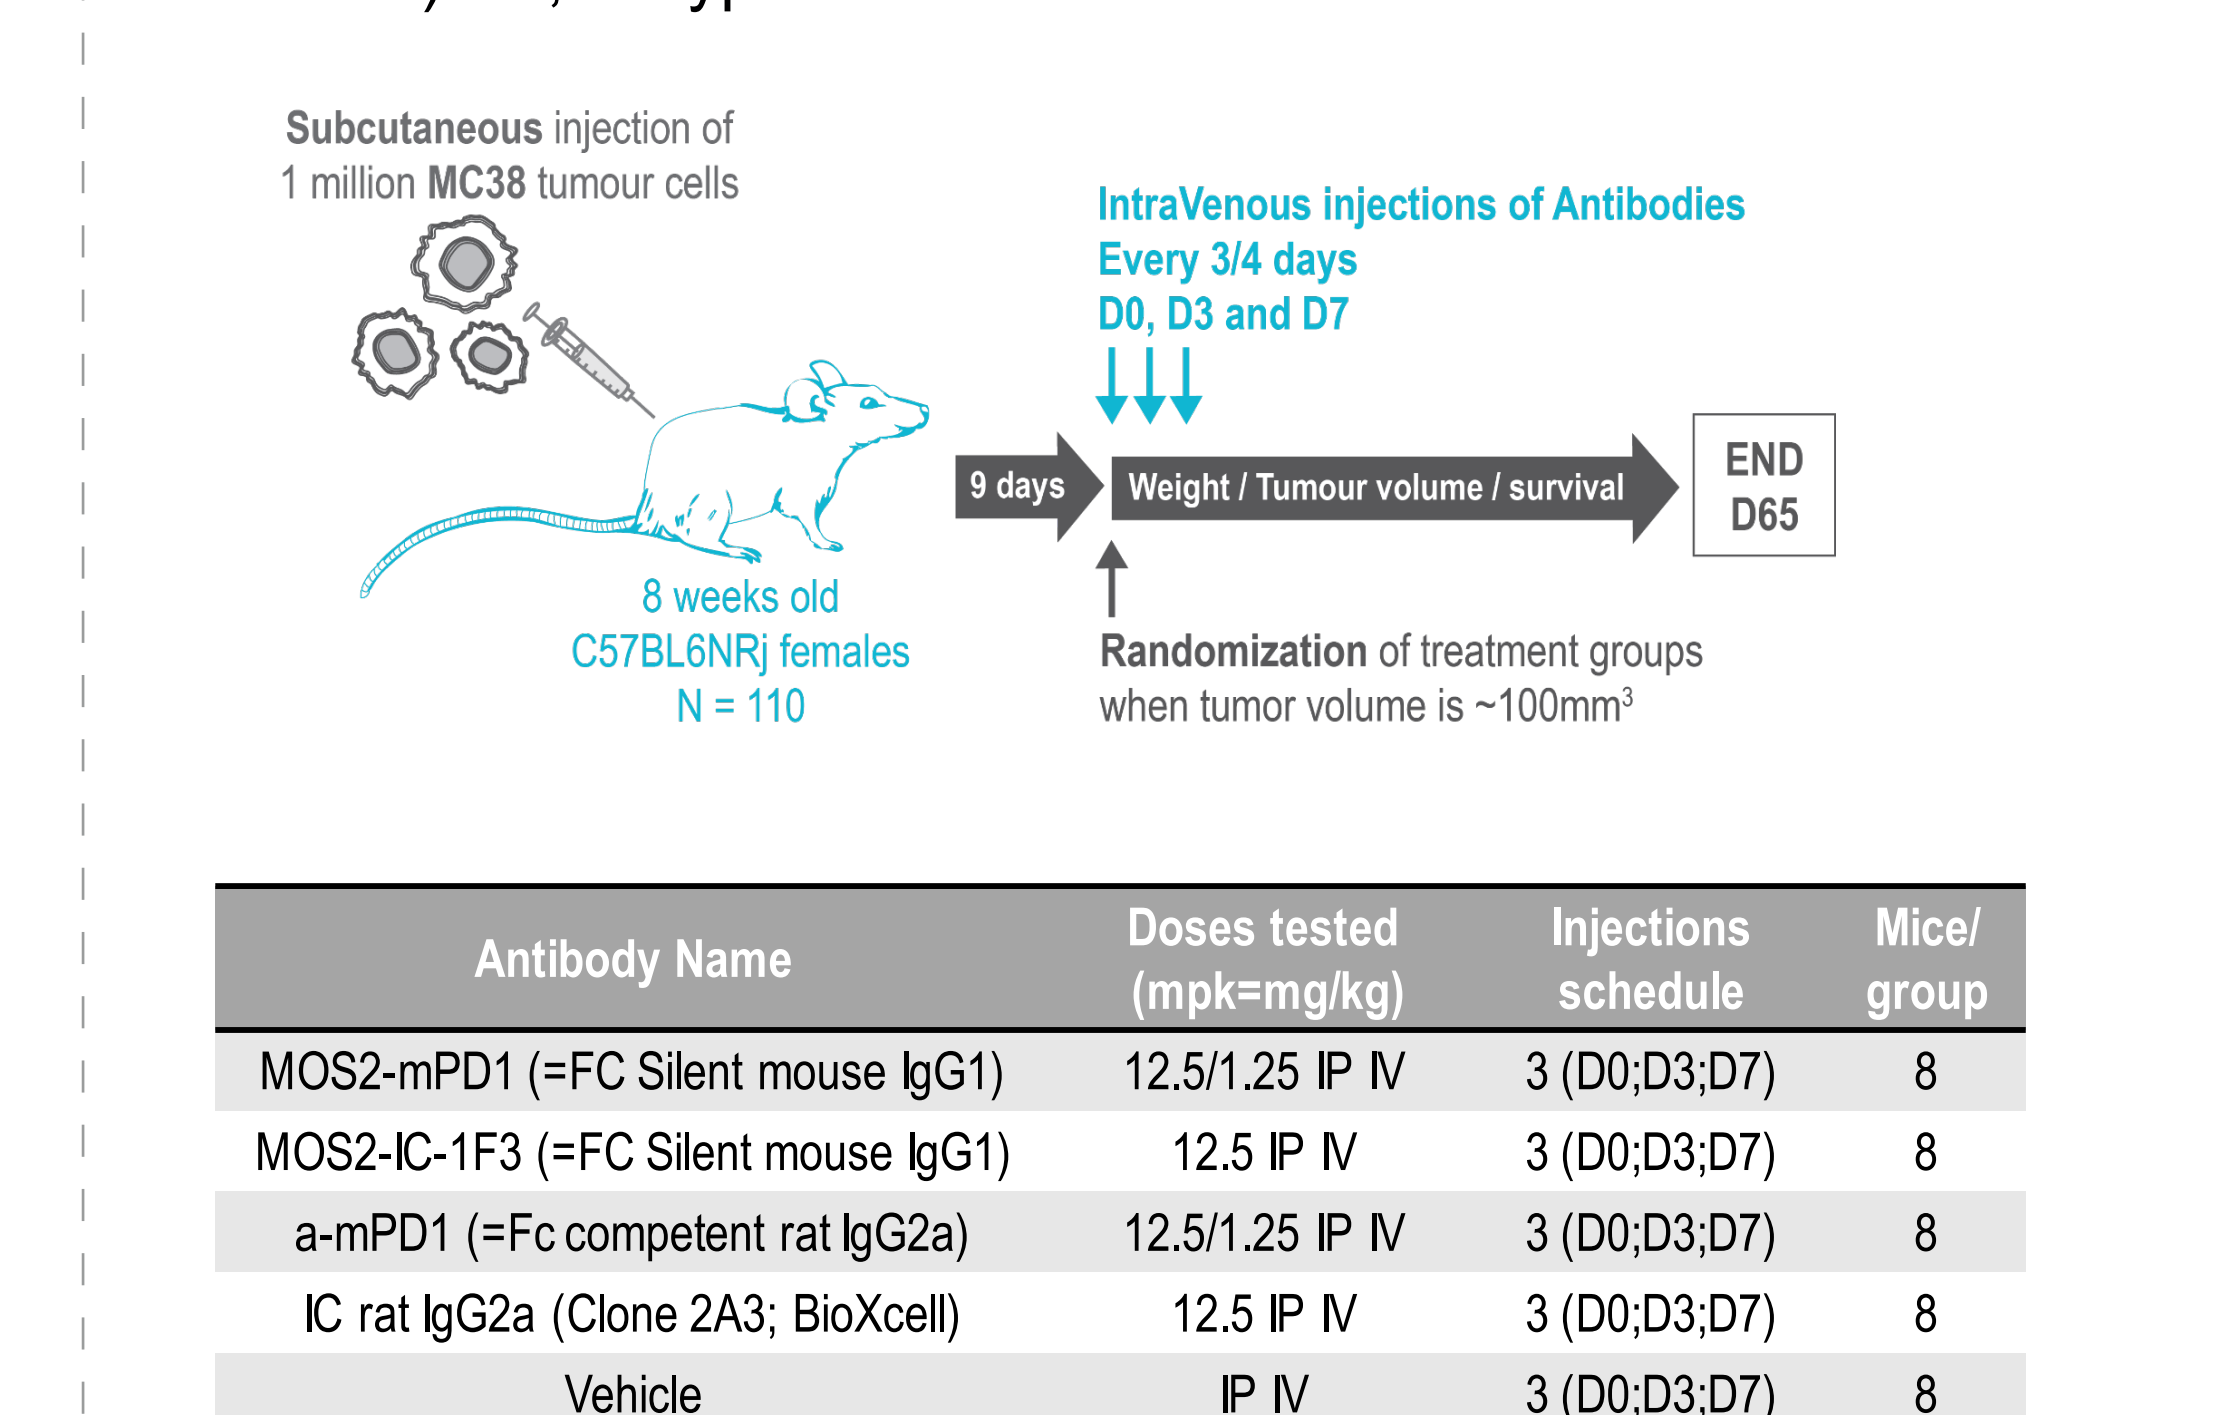 Subcutaneous injection of
1 million MC38 tumour cells
IntraVenous injections of Antibodies
Every 3/4 days
D0, D3 and D7
9 days
Weight / Tumour volume / survival
END
D65
8 weeks old
C57BL6NRj females
N = 110
Randomization of treatment groups
when tumor volume is ~100mm³
Antibody Name Doses tested (mpk=mg/kg) Injections schedule Mice/ group
MOS2-mPD1 (=FC Silent mouse IgG1) 12.5/1.25 IP IV 3 (D0;D3;D7) 8
MOS2-IC-1F3 (=FC Silent mouse IgG1) 12.5 IP IV 3 (D0;D3;D7) 8
a-mPD1 (=Fc competent rat IgG2a) 12.5/1.25 IP IV 3 (D0;D3;D7) 8
IC rat IgG2a (Clone 2A3; BioXcell) 12.5 IP IV 3 (D0;D3;D7) 8
Vehicle IP IV 3 (D0;D3;D7) 8